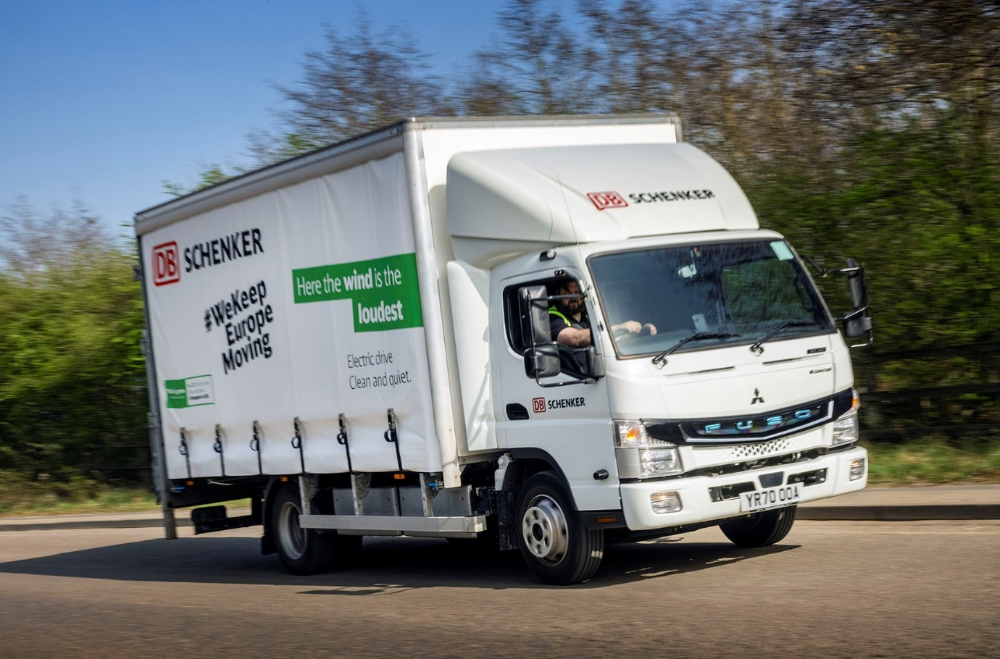 DB SCHENKER
DB SCHENKER
#WeKeep
Europe
Moving
Here the wind is the
loudest
Electric drive
Clean and quiet.
DB SCHENKER
FUSO
YR70 OOA